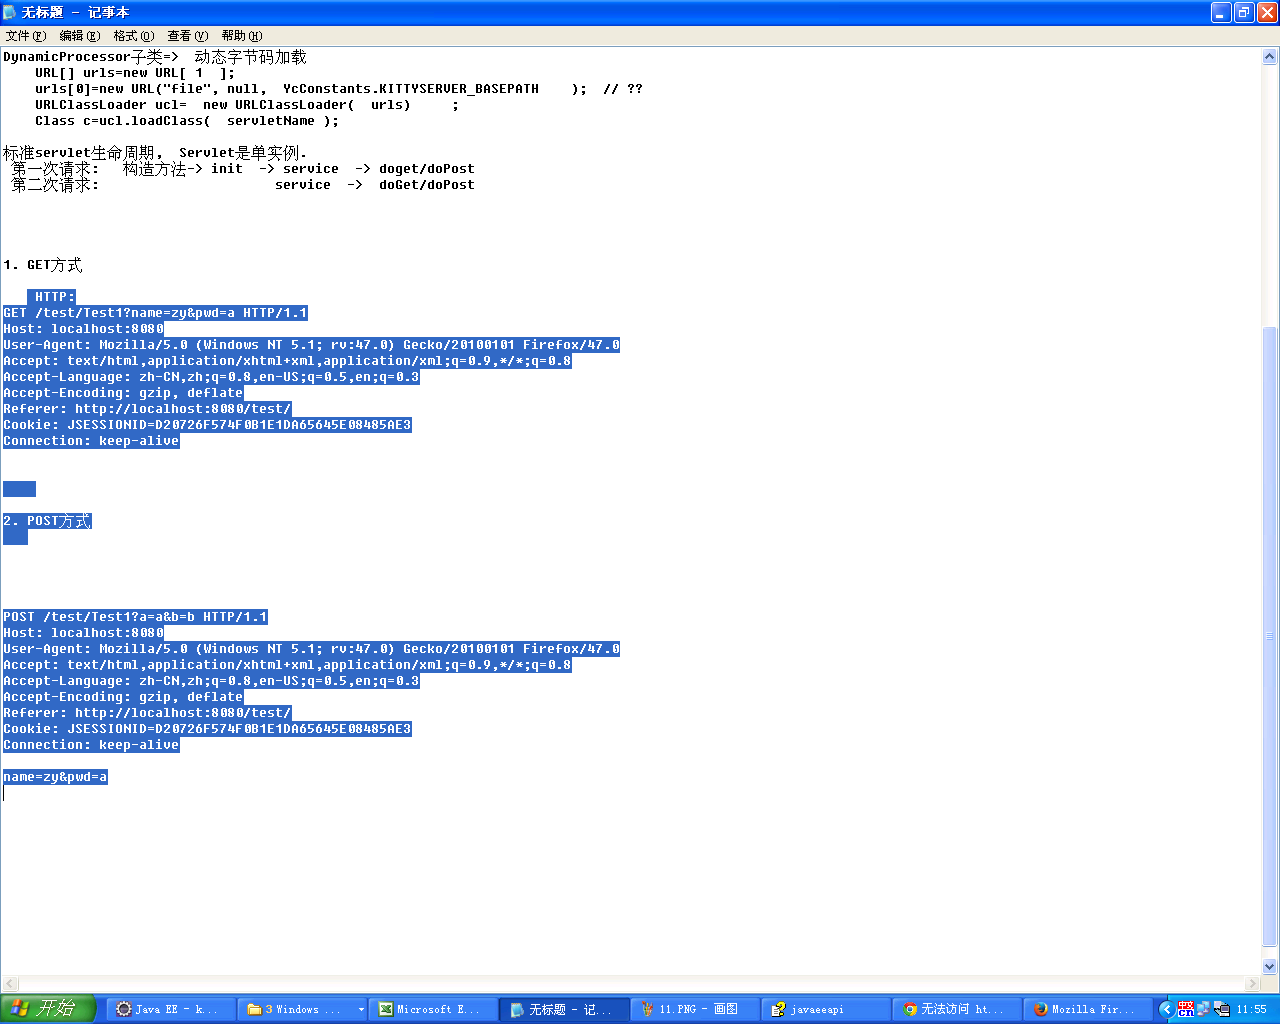 无标题 - 记事本
文件(F) 编辑(E) 格式(O) 查看(V) 帮助(H)
DynamicProcessor子类=>  动态字节码加载
    URL[] urls=new URL[ 1  ];
    urls[0]=new URL("file", null,  YcConstants.KITTYSERVER_BASEPATH    );  // ??
    URLClassLoader ucl=  new URLClassLoader(  urls)     ;
    Class c=ucl.loadClass(  servletName );
标准servlet生命周期,  Servlet是单实例.
 第一次请求:   构造方法-> init  -> service  -> doget/doPost
 第二次请求:                      service  ->  doGet/doPost
1. GET方式
    HTTP:
GET /test/Test1?name=zy&pwd=a HTTP/1.1
Host: localhost:8080
User-Agent: Mozilla/5.0 (Windows NT 5.1; rv:47.0) Gecko/20100101 Firefox/47.0
Accept: text/html,application/xhtml+xml,application/xml;q=0.9,*/*;q=0.8
Accept-Language: zh-CN,zh;q=0.8,en-US;q=0.5,en;q=0.3
Accept-Encoding: gzip, deflate
Referer: http://localhost:8080/test/
Cookie: JSESSIONID=D20726F574F0B1E1DA65645E08485AE3
Connection: keep-alive
2. POST方式
POST /test/Test1?a=a&b=b HTTP/1.1
Host: localhost:8080
User-Agent: Mozilla/5.0 (Windows NT 5.1; rv:47.0) Gecko/20100101 Firefox/47.0
Accept: text/html,application/xhtml+xml,application/xml;q=0.9,*/*;q=0.8
Accept-Language: zh-CN,zh;q=0.8,en-US;q=0.5,en;q=0.3
Accept-Encoding: gzip, deflate
Referer: http://localhost:8080/test/
Cookie: JSESSIONID=D20726F574F0B1E1DA65645E08485AE3
Connection: keep-alive
name=zy&pwd=a
开始 Java EE - k... 3 Windows ... Microsoft E... 无标题 - 记... 11.PNG - 画图 javaeeapi 无法访问 ht... Mozilla Fir... 11:55